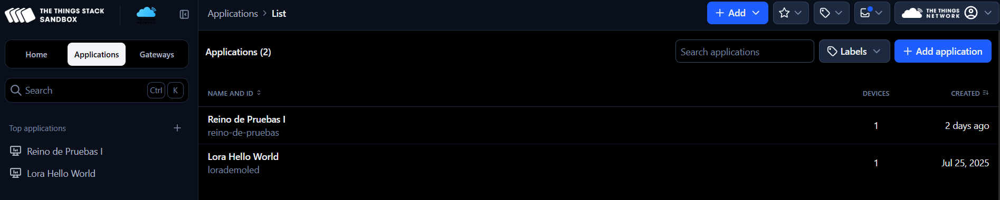 THE THINGS STACK
SANDBOX
Applications > List
+ Add
THE THINGS
NETWORK
Home
Applications
Gateways
Applications (2)
Search applications
Labels
+ Add application
Search
Ctrl
K
NAME AND ID
DEVICES
CREATED
Top applications
Reino de Pruebas I
reino-de-pruebas
1
2 days ago
Reino de Pruebas I
Lora Hello World
Lora Hello World
lorademoled
1
Jul 25, 2025